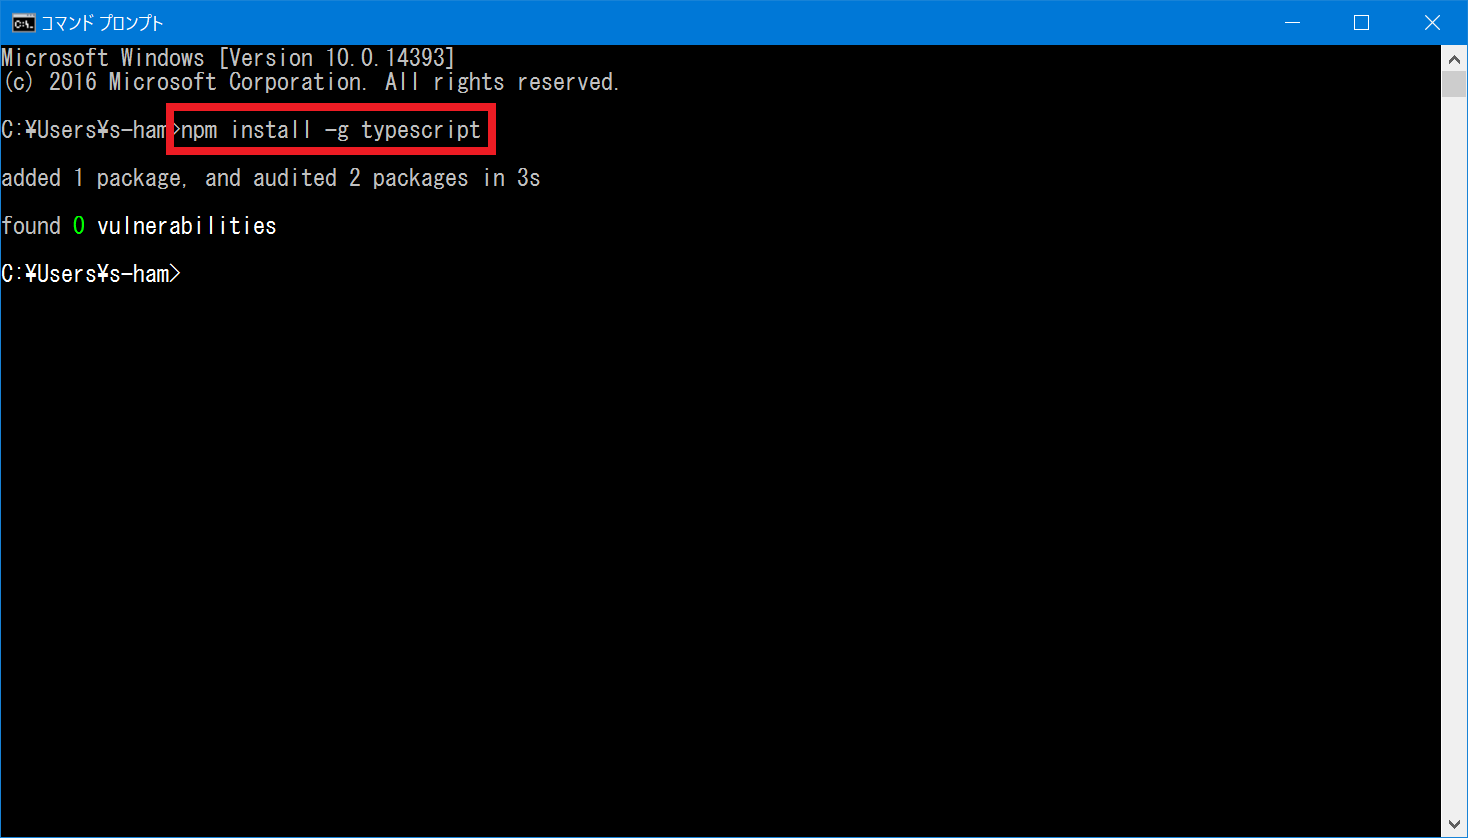 コマンド プロンプト
Microsoft Windows [Version 10.0.14393]
(c) 2016 Microsoft Corporation. All rights reserved.
C:¥Users¥s-ham>npm install -g typescript
added 1 package, and audited 2 packages in 3s
found 0 vulnerabilities
C:¥Users¥s-ham>